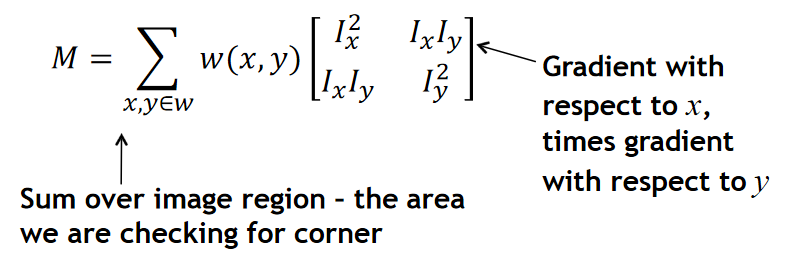 M = ∑ w(x, y) [ I_x^2 I_xI_y
I_xI_y I_y^2 ]
x,y∈w
Gradient with
respect to x,
times gradient
with respect to y
Sum over image region – the area
we are checking for corner